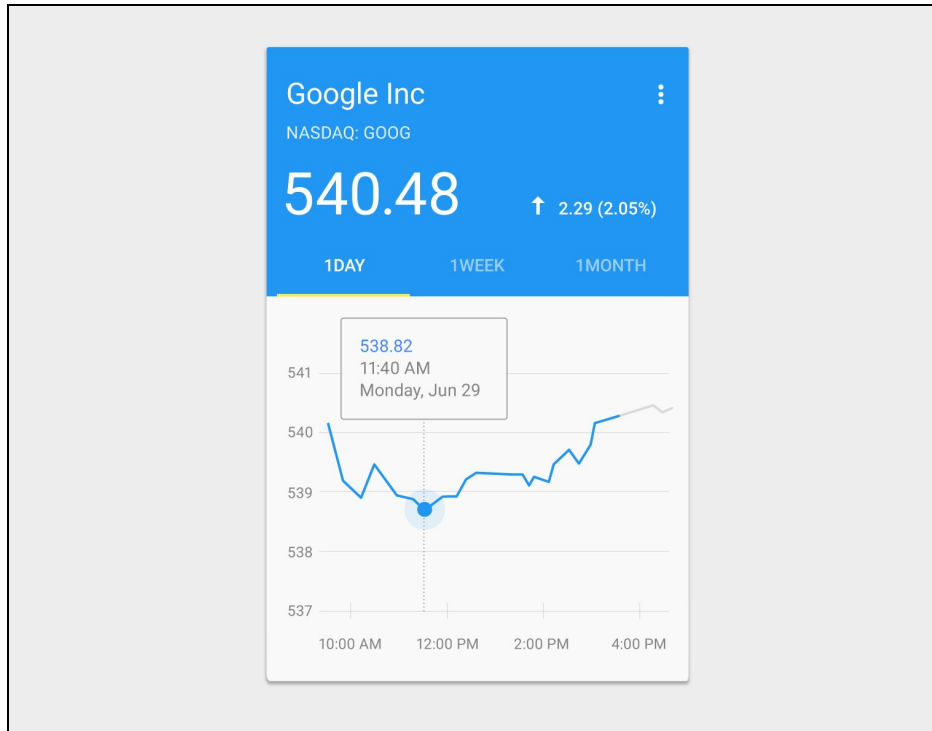 Google Inc
NASDAQ: GOOG
540.48
2.29 (2.05%)
1DAY 1WEEK 1MONTH
538.82
11:40 AM
Monday, Jun 29
541
540
539
538
537
10:00 AM 12:00 PM 2:00 PM 4:00 PM